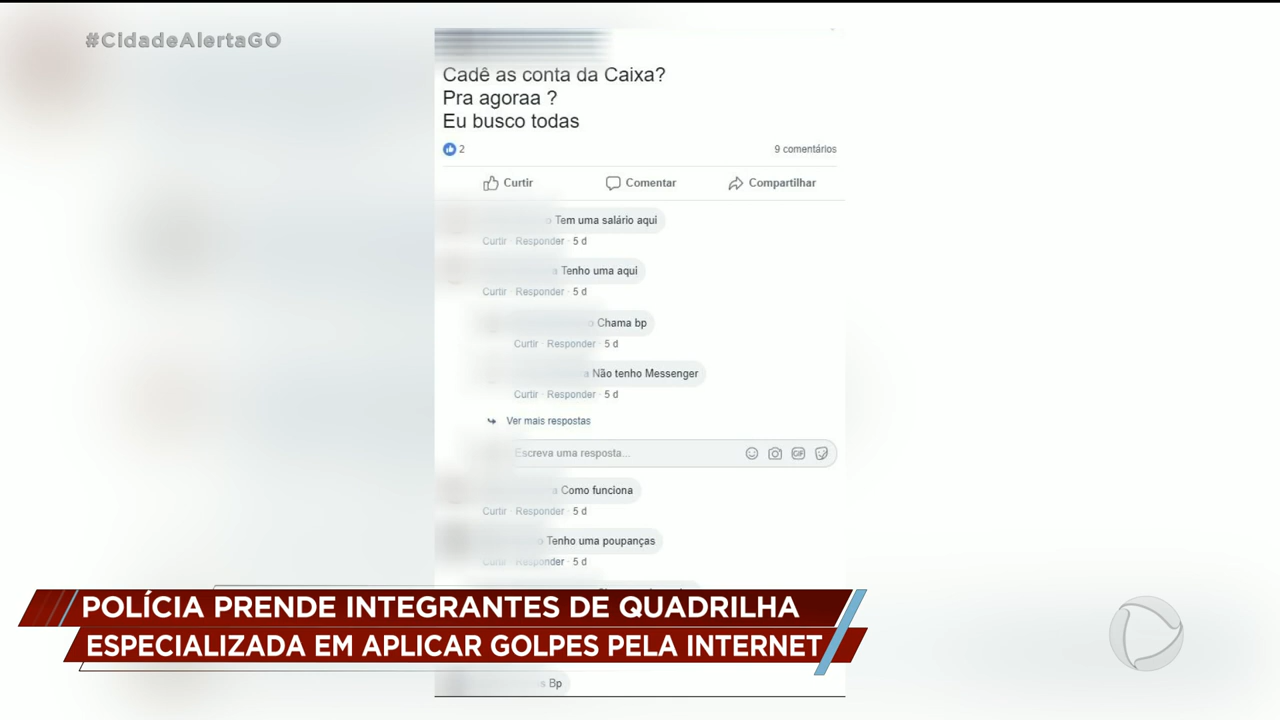 #CidadeAlertaGO
Cadê as conta da Caixa?
Pra agoraa ?
Eu busco todas
2
9 comentários
Curtir
Comentar
Compartilhar
Tem uma salário aqui
Curtir · Responder · 5 d
Tenho uma aqui
Curtir · Responder · 5 d
Chama bp
Curtir · Responder · 5 d
Não tenho Messenger
Curtir · Responder · 5 d
Ver mais respostas
Escreva uma resposta...
GIF
Como funciona
Curtir · Responder · 5 d
Tenho uma poupanças
Curtir · Responder · 5 d
POLÍCIA PRENDE INTEGRANTES DE QUADRILHA
ESPECIALIZADA EM APLICAR GOLPES PELA INTERNET
Bp